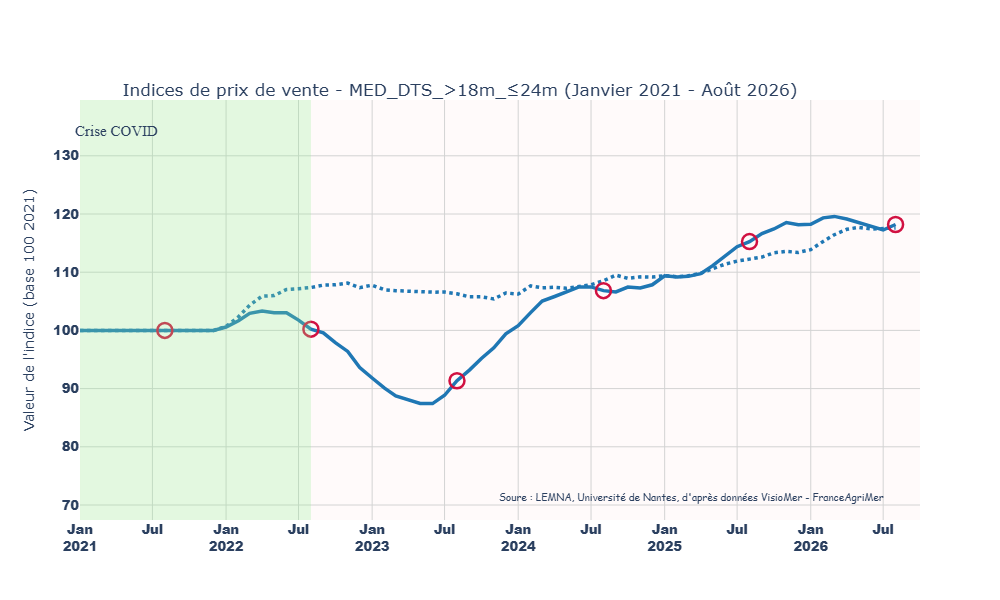 Indices de prix de vente - MED_DTS_>18m_≤24m (Janvier 2021 - Août 2026)
Crise COVID
Valeur de l'indice (base 100 2021)
130
120
110
100
90
80
70
Soure : LEMNA, Université de Nantes, d'après données VisioMer - FranceAgriMer
Jan Jul Jan Jul Jan Jul Jan Jul Jan Jul Jan Jul
2021 2022 2023 2024 2025 2026